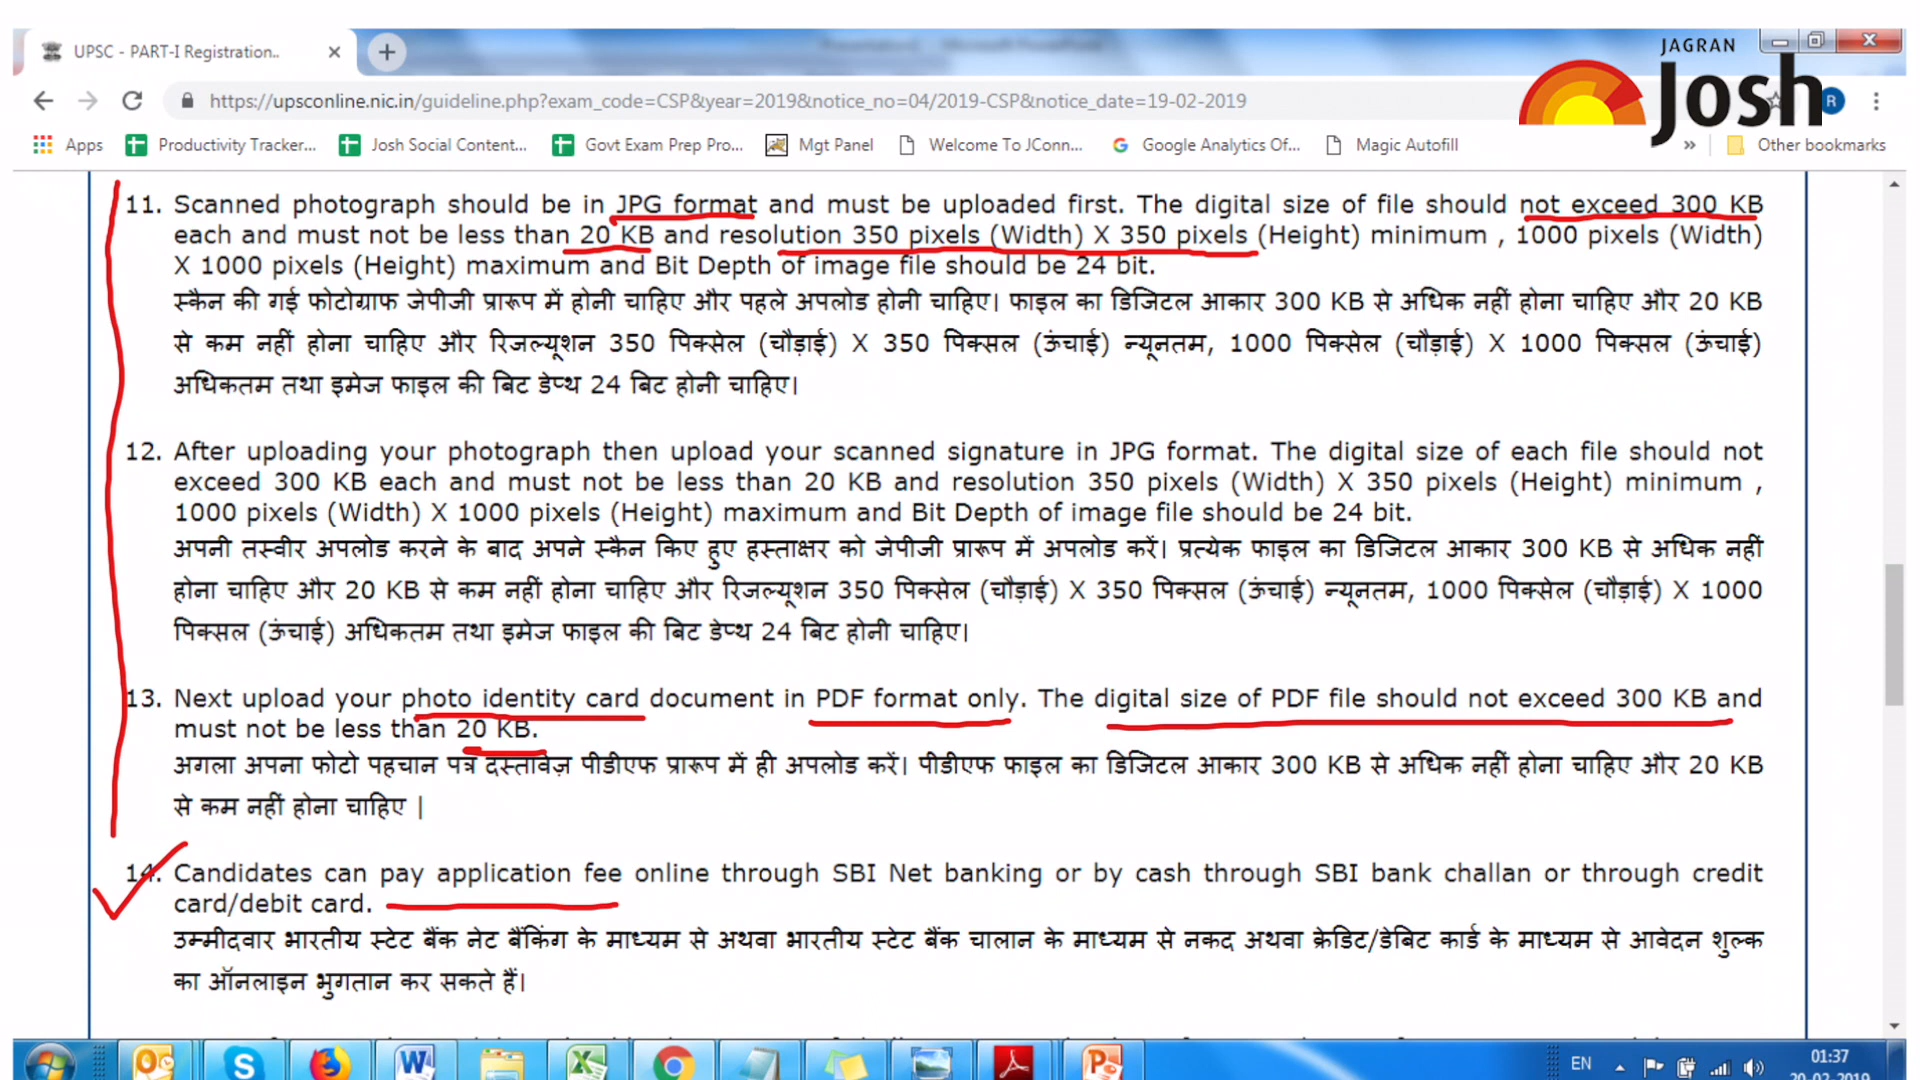 UPSC - PART-I Registration..
JAGRAN
Josh
https://upsconline.nic.in/guideline.php?exam_code=CSP&year=2019&notice_no=04/2019-CSP&notice_date=19-02-2019
R
Apps Productivity Tracker... Josh Social Content... Govt Exam Prep Pro... Mgt Panel Welcome To JConn... Google Analytics Of... Magic Autofill » Other bookmarks
11. Scanned photograph should be in JPG format and must be uploaded first. The digital size of file should not exceed 300 KB
each and must not be less than 20 KB and resolution 350 pixels (Width) X 350 pixels (Height) minimum , 1000 pixels (Width)
X 1000 pixels (Height) maximum and Bit Depth of image file should be 24 bit.
स्कैन की गई फोटोग्राफ जेपीजी प्रारूप में होनी चाहिए और पहले अपलोड होनी चाहिए। फाइल का डिजिटल आकार 300 KB से अधिक नहीं होना चाहिए और 20 KB
से कम नहीं होना चाहिए और रिजल्यूशन 350 पिक्सेल (चौड़ाई) X 350 पिक्सल (ऊंचाई) न्यूनतम, 1000 पिक्सेल (चौड़ाई) X 1000 पिक्सल (ऊंचाई)
अधिकतम तथा इमेज फाइल की बिट डेप्थ 24 बिट होनी चाहिए।
12. After uploading your photograph then upload your scanned signature in JPG format. The digital size of each file should not
exceed 300 KB each and must not be less than 20 KB and resolution 350 pixels (Width) X 350 pixels (Height) minimum ,
1000 pixels (Width) X 1000 pixels (Height) maximum and Bit Depth of image file should be 24 bit.
अपनी तस्वीर अपलोड करने के बाद अपने स्कैन किए हुए हस्ताक्षर को जेपीजी प्रारूप में अपलोड करें। प्रत्येक फाइल का डिजिटल आकार 300 KB से अधिक नहीं
होना चाहिए और 20 KB से कम नहीं होना चाहिए और रिजल्यूशन 350 पिक्सेल (चौड़ाई) X 350 पिक्सल (ऊंचाई) न्यूनतम, 1000 पिक्सेल (चौड़ाई) X 1000
पिक्सल (ऊंचाई) अधिकतम तथा इमेज फाइल की बिट डेप्थ 24 बिट होनी चाहिए।
13. Next upload your photo identity card document in PDF format only. The digital size of PDF file should not exceed 300 KB and
must not be less than 20 KB.
अगला अपना फोटो पहचान पत्र दस्तावेज़ पीडीएफ प्रारूप में ही अपलोड करें। पीडीएफ फाइल का डिजिटल आकार 300 KB से अधिक नहीं होना चाहिए और 20 KB
से कम नहीं होना चाहिए |
14. Candidates can pay application fee online through SBI Net banking or by cash through SBI bank challan or through credit
card/debit card.
उम्मीदवार भारतीय स्टेट बैंक नेट बैंकिंग के माध्यम से अथवा भारतीय स्टेट बैंक चालान के माध्यम से नकद अथवा क्रेडिट/डेबिट कार्ड के माध्यम से आवेदन शुल्क
का ऑनलाइन भुगतान कर सकते हैं।
EN
01:37
20-02-2019